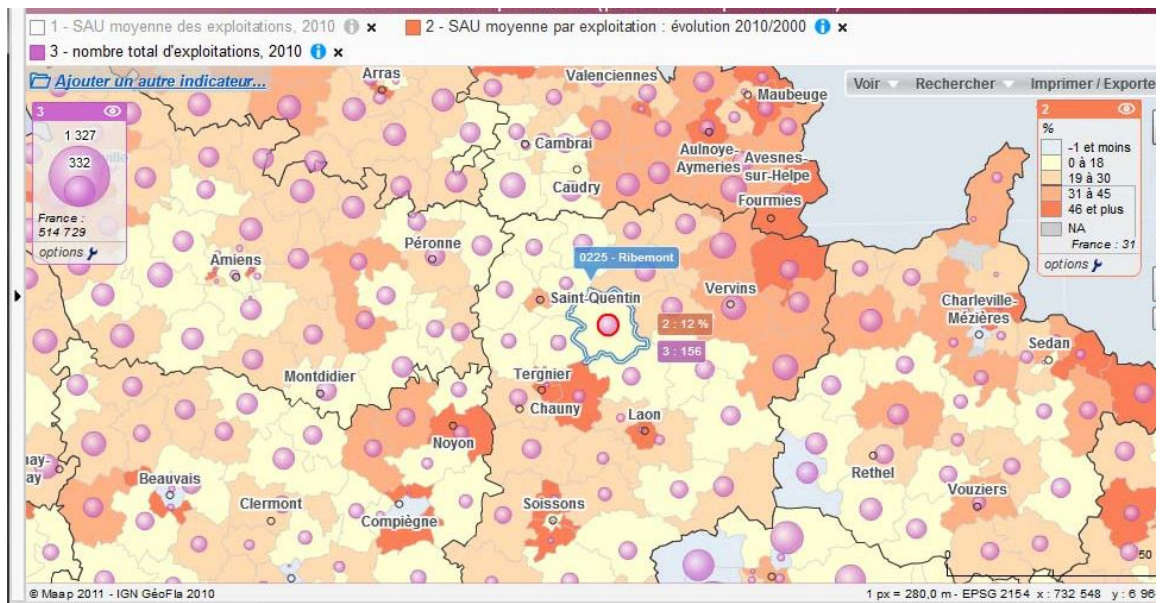 1 - SAU moyenne des exploitations, 2010
2 - SAU moyenne par exploitation : évolution 2010/2000
3 - nombre total d'exploitations, 2010
Ajouter un autre indicateur...
Voir
Rechercher
Imprimer / Exporte
3
1 327
332
France :
514 729
options
2
%
-1 et moins
0 à 18
19 à 30
31 à 45
46 et plus
NA
France : 31
options
Arras
Valenciennes
Maubeuge
Cambrai
Aulnoye-
Aymeries
Avesnes-
sur-Helpe
Caudry
Fourmies
Péronne
Amiens
0225 - Ribemont
Saint-Quentin
Vervins
2 : 12 %
3 : 156
Charleville-
Mézières
Sedan
Montdidier
Tergnier
Chauny
Laon
Noyon
Rethel
Beauvais
Vouziers
Clermont
Compiègne
Soissons
0
50
© Maap 2011 - IGN GéoFla 2010
1 px = 280,0 m - EPSG 2154 x : 732 548 y : 6 96